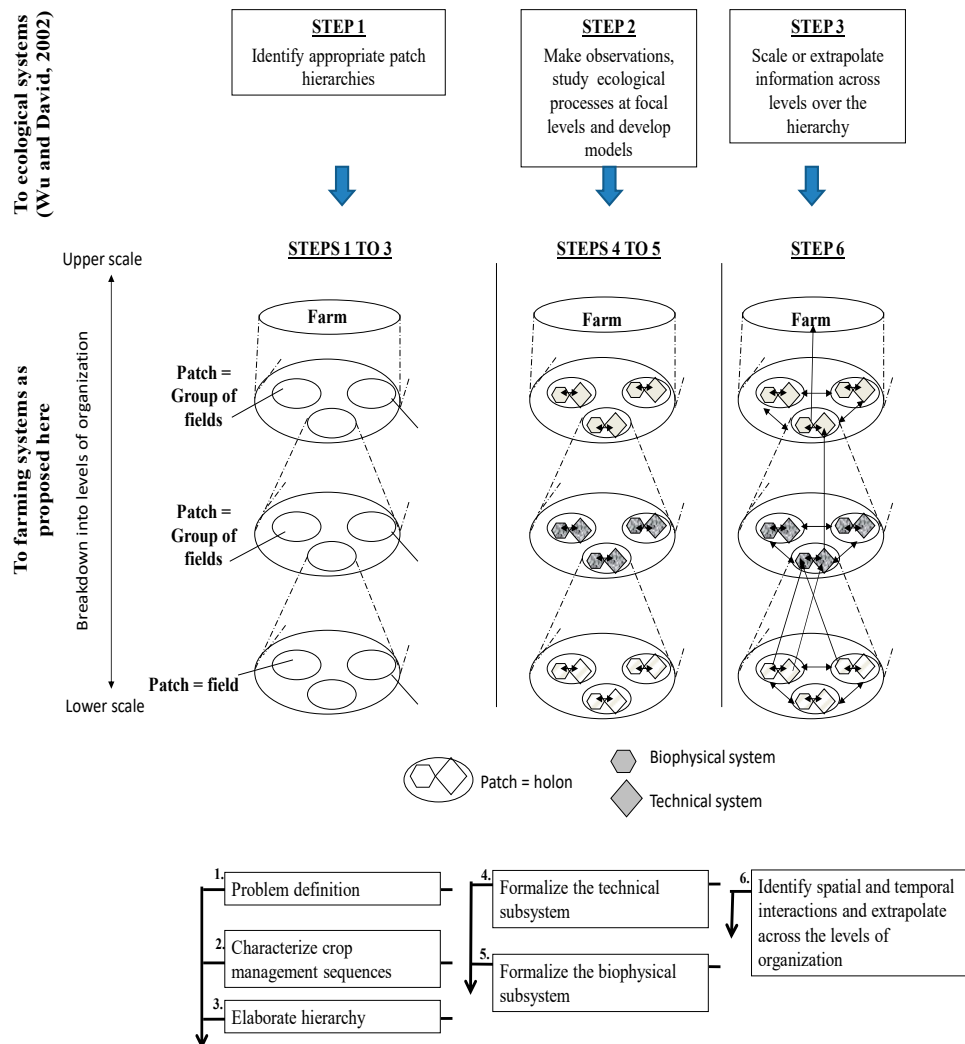 To ecological systems
(Wu and David, 2002)
STEP 1
Identify appropriate patch
hierarchies
STEP 2
Make observations,
study ecological
processes at focal
levels and develop
models
STEP 3
Scale or extrapolate
information across
levels over the
hierarchy
To farming systems as
proposed here
Upper scale
Breakdown into levels of organization
Lower scale
STEPS 1 TO 3
Farm
Patch =
Group of
fields
Patch =
Group of
fields
Patch = field
STEPS 4 TO 5
Farm
STEP 6
Farm
Patch = holon
Biophysical system
Technical system
1.
Problem definition
2.
Characterize crop
management sequences
3.
Elaborate hierarchy
4.
Formalize the technical
subsystem
5.
Formalize the biophysical
subsystem
6.
Identify spatial and temporal
interactions and extrapolate
across the levels of
organization